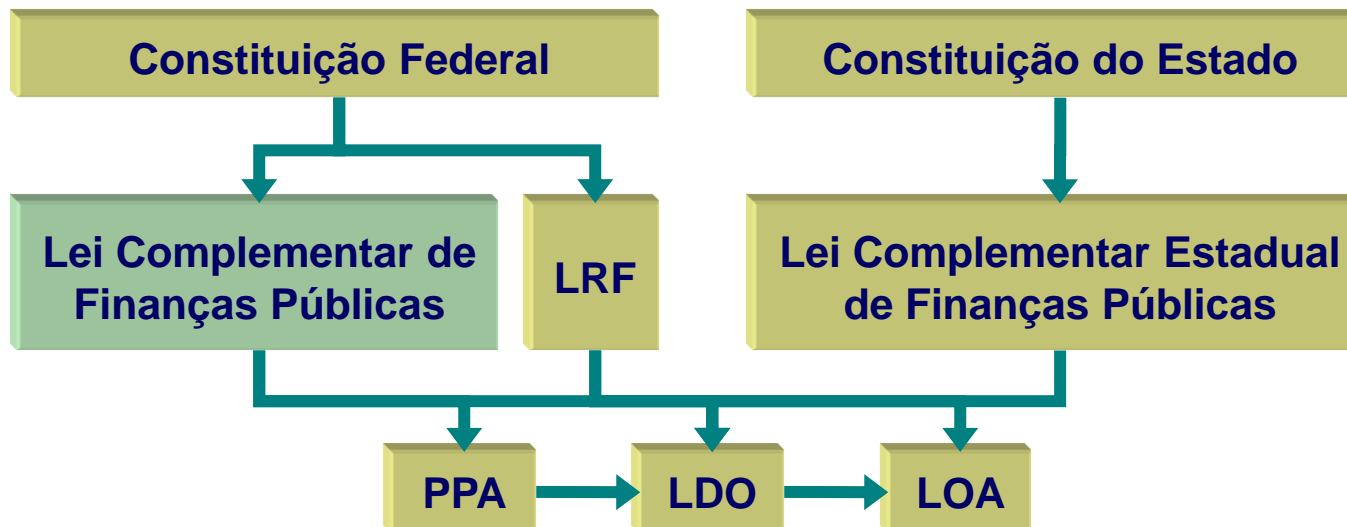 Constituição Federal
Constituição do Estado
Lei Complementar de
Finanças Públicas
LRF
Lei Complementar Estadual
de Finanças Públicas
PPA
LDO
LOA